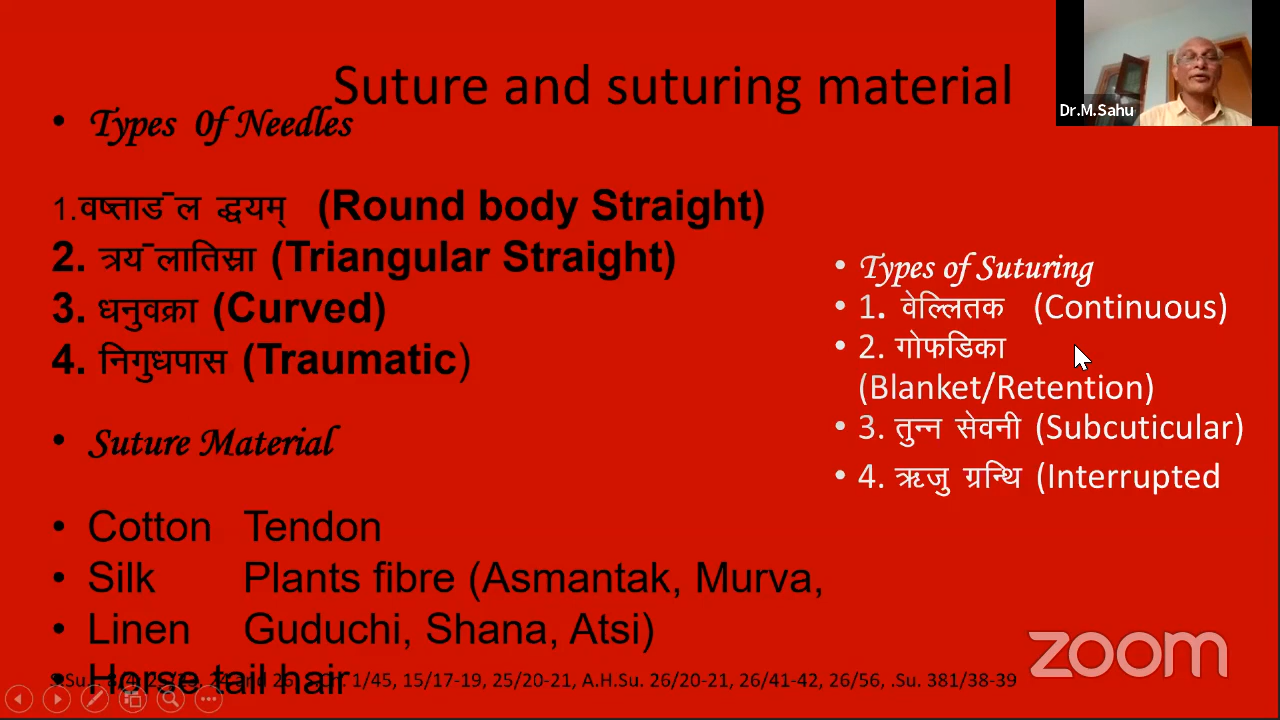 Suture and suturing material
Dr.M.Sahu
• Types 0f Needles
1.वष्ताडॅल द्वयम् (Round body Straight)
2. त्रयॅलातिस्रा (Triangular Straight)
3. धनुवक्रा (Curved)
4. निगुधपास (Traumatic)
• Suture Material
• Cotton Tendon
• Silk Plants fibre (Asmantak, Murva,
• Linen Guduchi, Shana, Atsi)
• Horse tail hair
• Types of Suturing
• 1. वेल्लितक (Continuous)
• 2. गोफडिका
(Blanket/Retention)
• 3. तुन्न सेवनी (Subcuticular)
• 4. ऋजु ग्रन्थि (Interrupted
1/45, 15/17-19, 25/20-21, A.H.Su. 26/20-21, 26/41-42, 26/56, .Su. 381/38-39
zoom